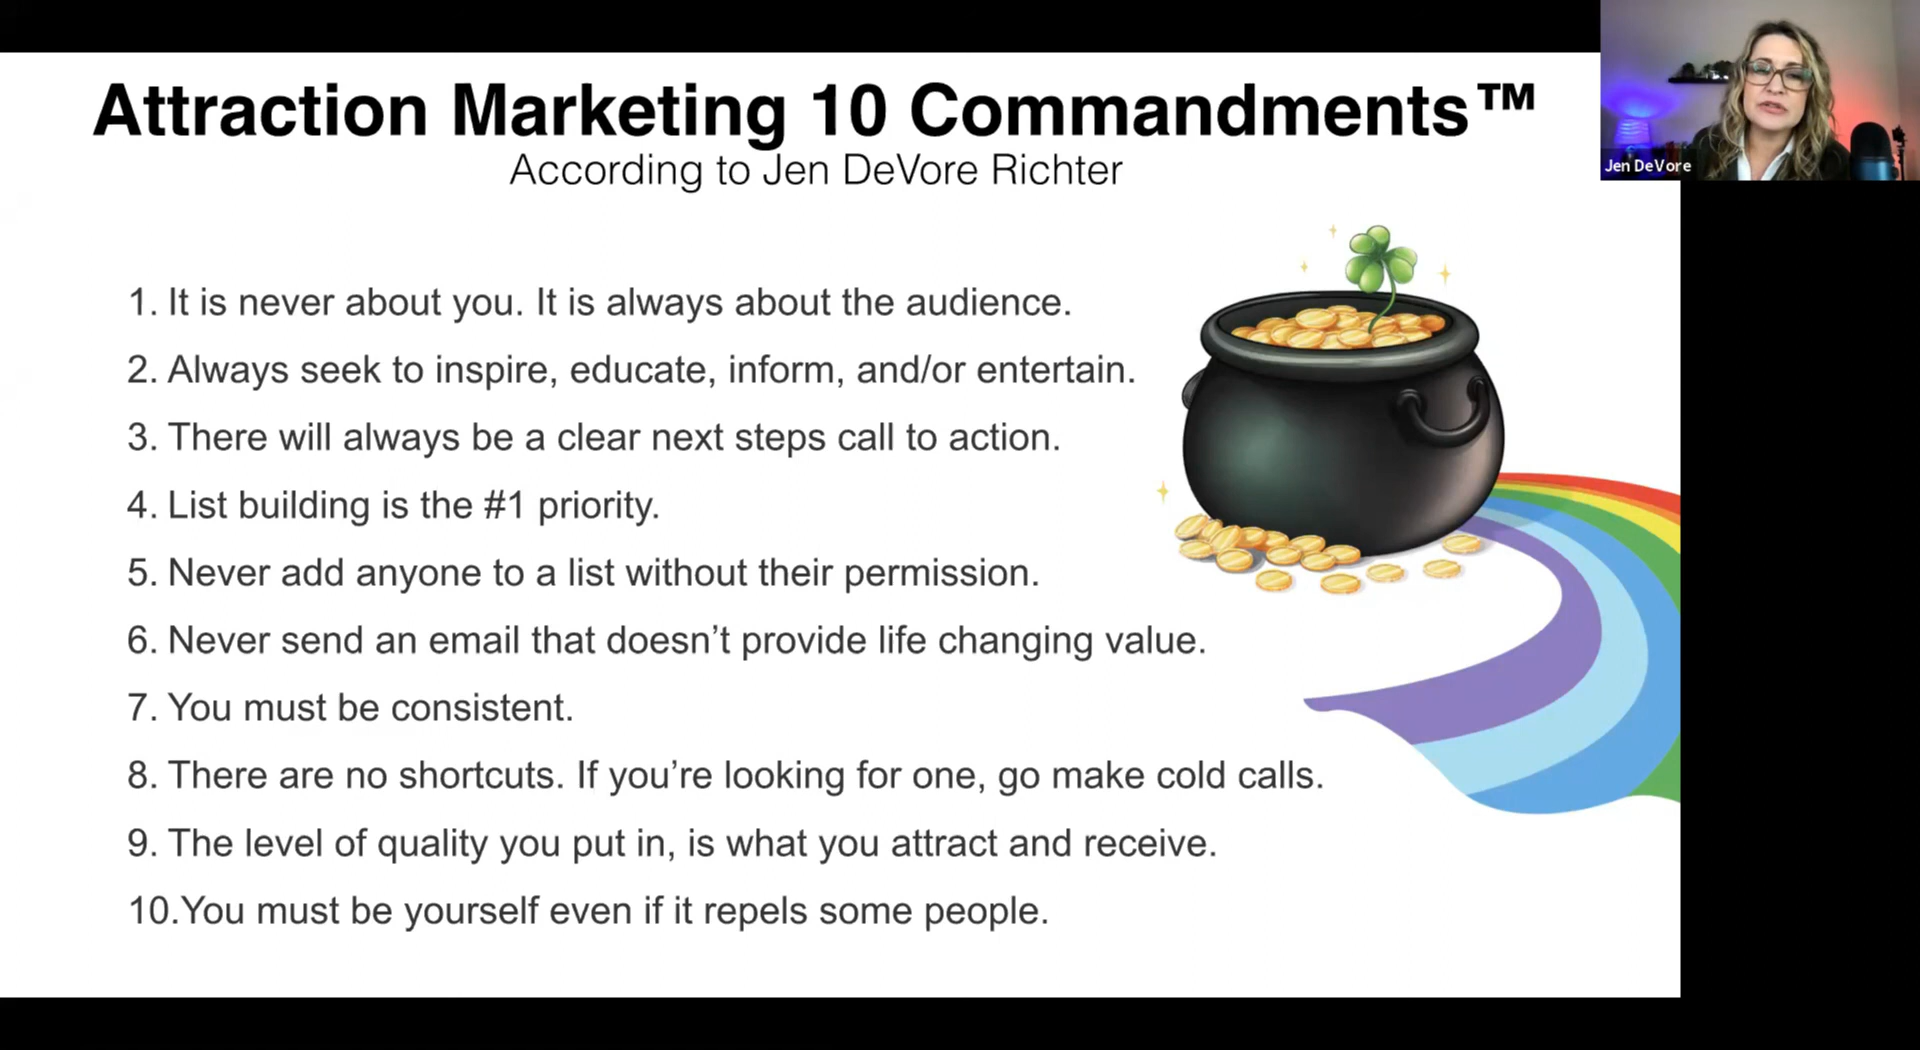 Attraction Marketing 10 Commandments™
According to Jen DeVore Richter
1. It is never about you. It is always about the audience.
2. Always seek to inspire, educate, inform, and/or entertain.
3. There will always be a clear next steps call to action.
4. List building is the #1 priority.
5. Never add anyone to a list without their permission.
6. Never send an email that doesn’t provide life changing value.
7. You must be consistent.
8. There are no shortcuts. If you’re looking for one, go make cold calls.
9. The level of quality you put in, is what you attract and receive.
10.You must be yourself even if it repels some people.
Jen DeVore